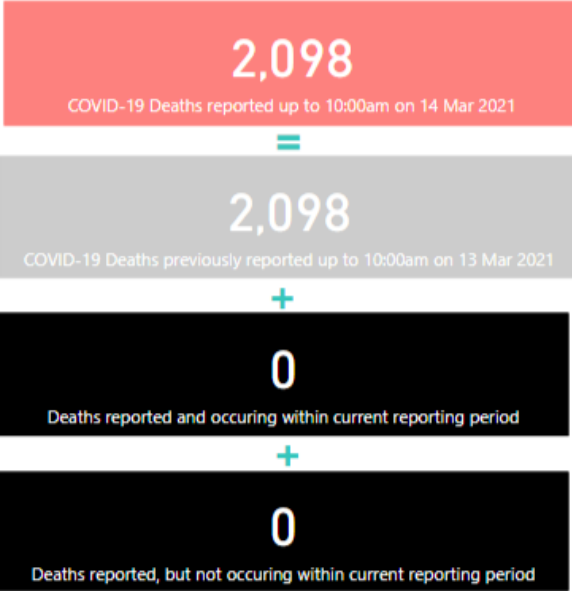 2,098
COVID-19 Deaths reported up to 10:00am on 14 Mar 2021
=
2,098
COVID-19 Deaths previously reported up to 10:00am on 13 Mar 2021
+
0
Deaths reported and occuring within current reporting period
+
0
Deaths reported, but not occuring within current reporting period